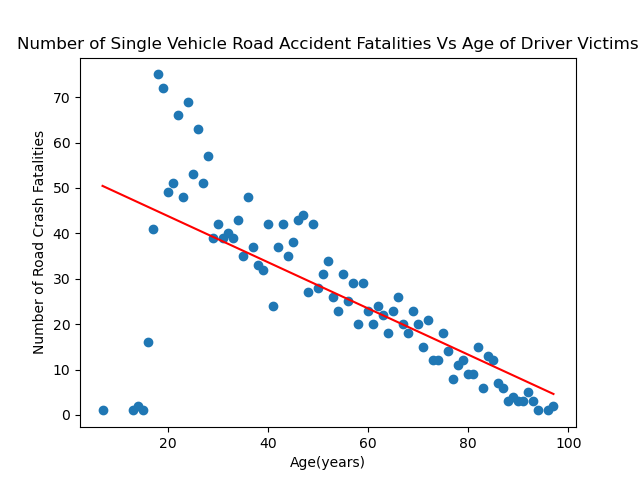 Number of Single Vehicle Road Accident Fatalities Vs Age of Driver Victims
70
60
50
40
30
20
10
0
Number of Road Crash Fatalities
20 40 60 80 100
Age(years)